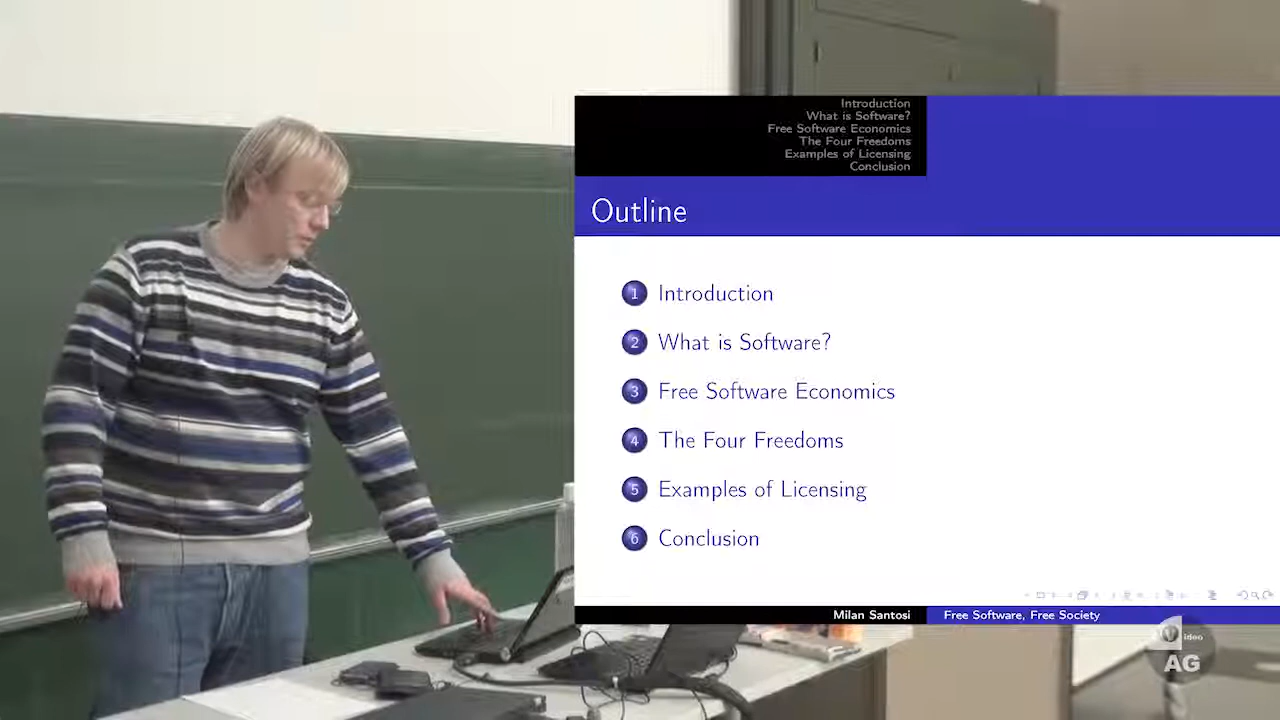 Introduction
What is Software?
Free Software Economics
The Four Freedoms
Examples of Licensing
Conclusion
Outline
1 Introduction
2 What is Software?
3 Free Software Economics
4 The Four Freedoms
5 Examples of Licensing
6 Conclusion
Milan Santosi Free Software, Free Society
Video
AG